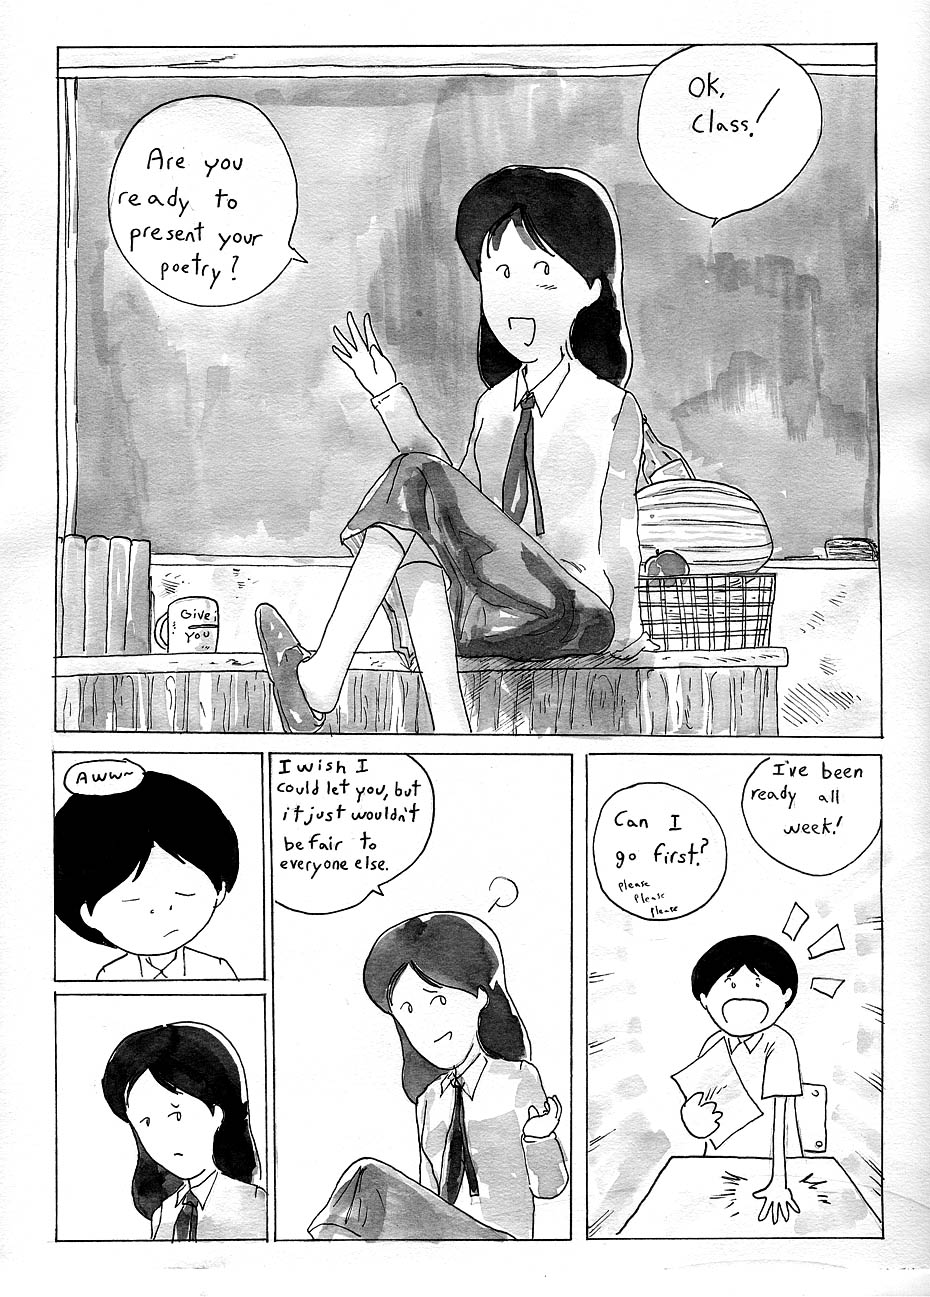 OK,
Class!
Are you
ready to
present your
poetry?
Give
You
I've been
ready all
week!
Can I
go first?
please
please
please
I wish I
could let you, but
it just wouldn't
be fair to
everyone else.
Aww~